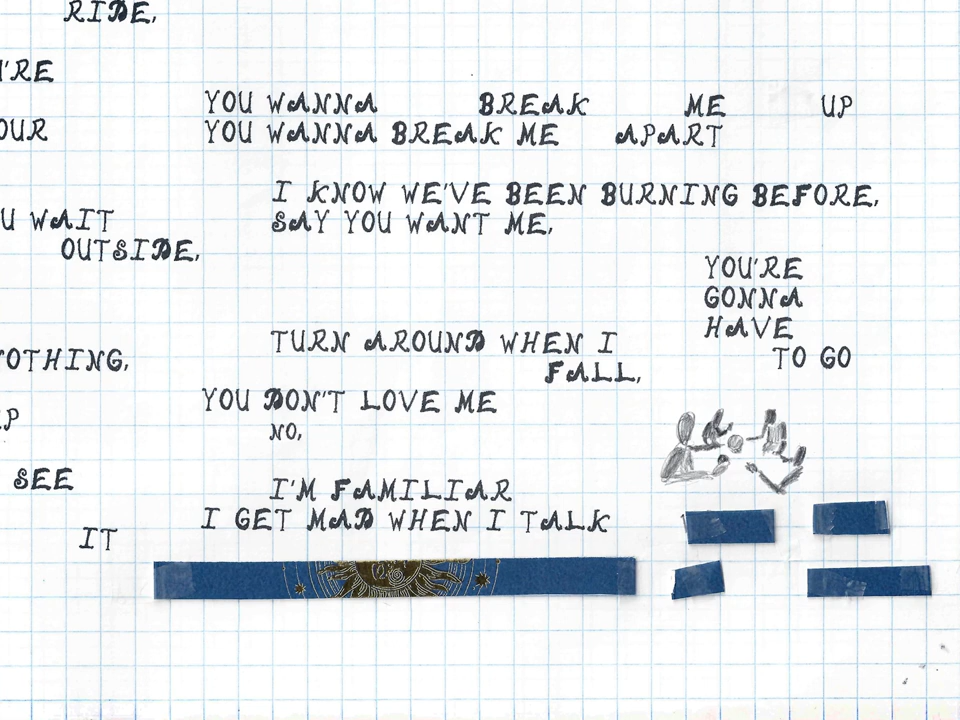 RIDE,
'RE
OUR
U WAIT
OUTSIDE,
OTHING,
P
SEE
IT
YOU WANNA BREAK ME UP
YOU WANNA BREAK ME APART
I KNOW WE'VE BEEN BURNING BEFORE,
SAY YOU WANT ME,
YOU'RE
GONNA
HAVE
TO GO
TURN AROUND WHEN I
FALL,
YOU DON'T LOVE ME
NO,
I'M FAMILIAR
I GET MAD WHEN I TALK